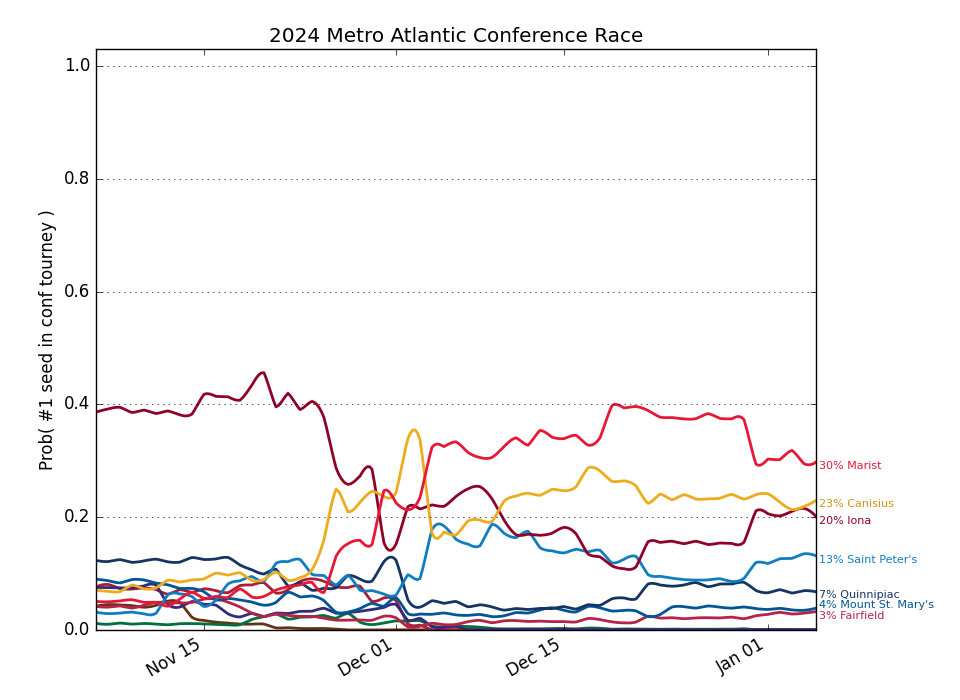 2024 Metro Atlantic Conference Race
Prob( #1 seed in conf tourney )
1.0
0.8
0.6
0.4
0.2
0.0
Nov 15
Dec 01
Dec 15
Jan 01
30% Marist
23% Canisius
20% Iona
13% Saint Peter's
7% Quinnipiac
4% Mount St. Mary's
3% Fairfield